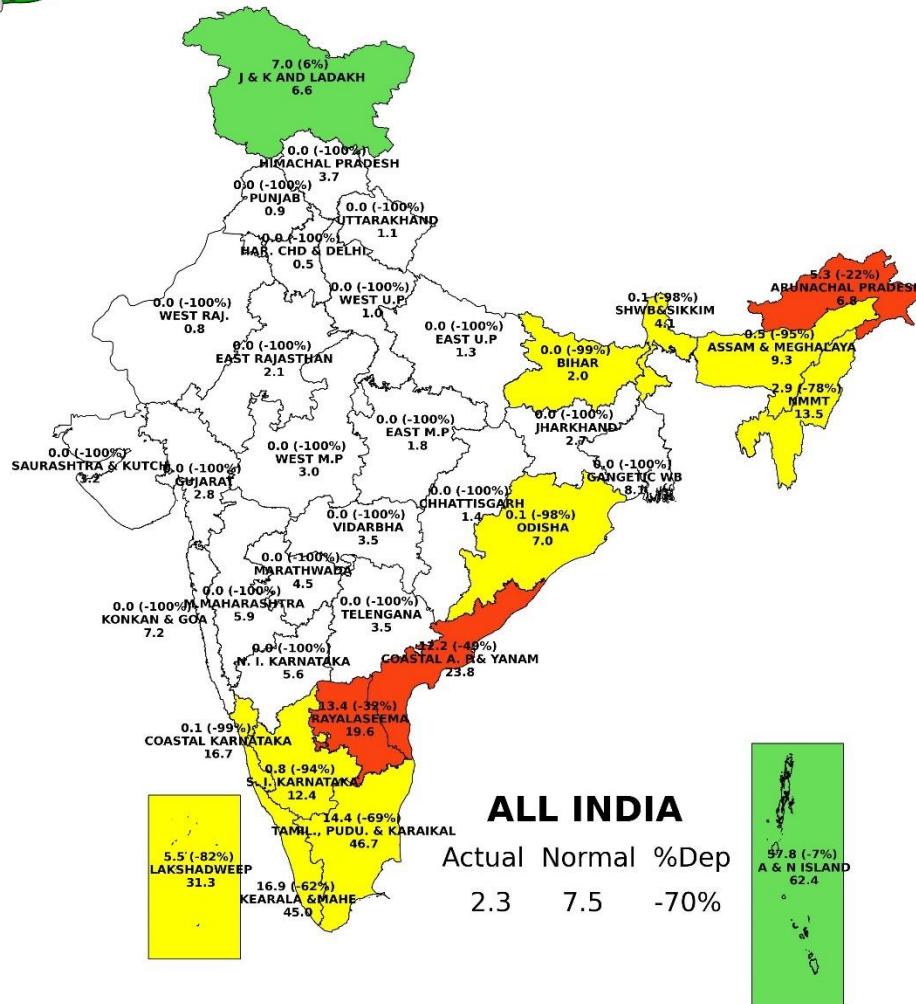 7.0 (6%)
J & K AND LADAKH
6.6
0.0 (-100%)
HIMACHAL PRADESH
3.7
0.0 (-100%)
PUNJAB
0.9
0.0 (-100%)
UTTARAKHAND
1.1
0.0 (-100%)
HAR. CHD & DELHI
0.5
0.0 (-100%)
WEST U.P
1.0
0.0 (-100%)
WEST RAJ.
0.8
0.0 (-100%)
EAST RAJASTHAN
2.1
0.0 (-100%)
EAST U.P
1.3
0.0 (-99%)
BIHAR
2.0
0.1 (-98%)
SHWB&SIKKIM
4.1
5.3 (-22%)
ARUNACHAL PRADESH
6.8
0.5 (-95%)
ASSAM & MEGHALAYA
9.3
2.9 (-78%)
NMMT
13.5
0.0 (-100%)
JHARKHAND
2.7
0.0 (-100%)
GANGETIC WB
8.1
0.0 (-100%)
EAST M.P
1.8
0.0 (-100%)
WEST M.P
3.0
0.0 (-100%)
SAURASHTRA & KUTCH
3.2
0.0 (-100%)
GUJARAT
2.8
0.0 (-100%)
CHHATTISGARH
1.4
0.1 (-98%)
ODISHA
7.0
0.0 (-100%)
VIDARBHA
3.5
0.0 (-100%)
MARATHWADA
4.5
0.0 (-100%)
M.MAHARASHTRA
5.9
0.0 (-100%)
KONKAN & GOA
7.2
0.0 (-100%)
TELENGANA
3.5
0.0 (-100%)
N. I. KARNATAKA
5.6
12.2 (-49%)
COASTAL A. P.& YANAM
23.8
13.4 (-32%)
RAYALASEEMA
19.6
0.1 (-99%)
COASTAL KARNATAKA
16.7
0.8 (-94%)
S. I. KARNATAKA
12.4
14.4 (-69%)
TAMIL., PUDU. & KARAIKAL
46.7
16.9 (-62%)
KEARALA &MAHE
45.0
5.5 (-82%)
LAKSHADWEEP
31.3
57.8 (-7%)
A & N ISLAND
62.4
ALL INDIA
Actual Normal %Dep
2.3 7.5 -70%